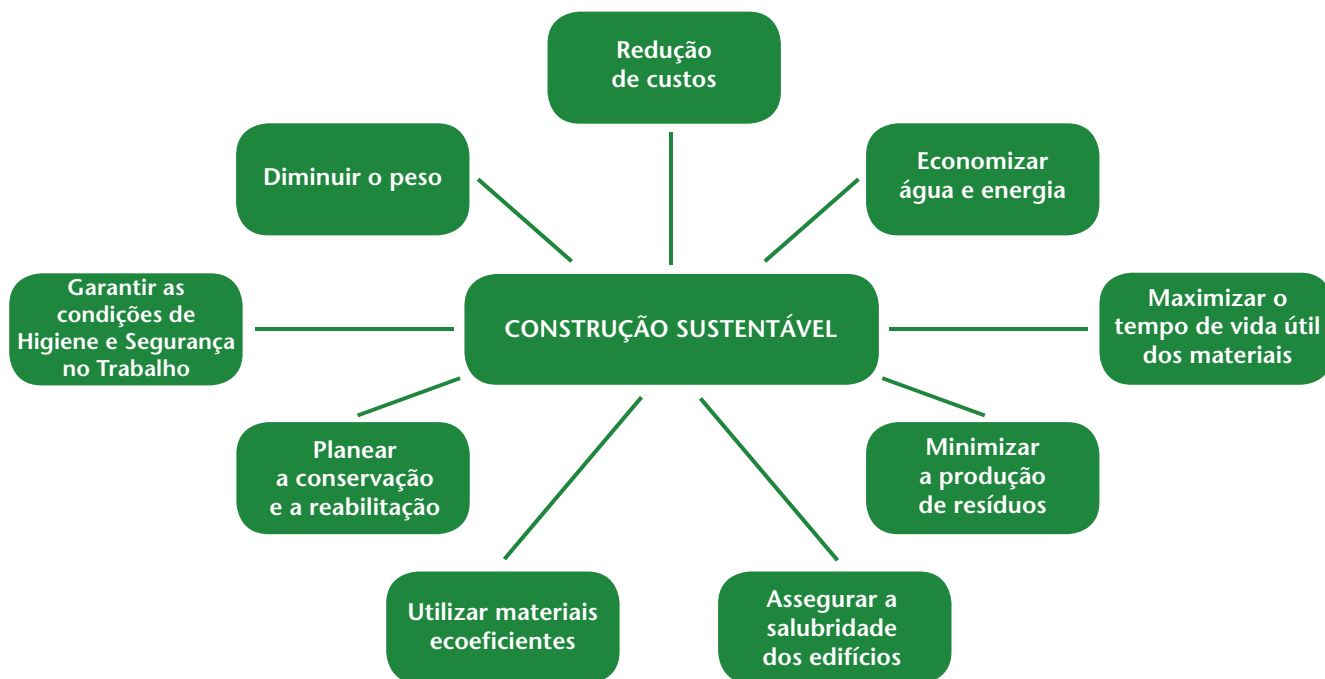 Redução
de custos
Diminuir o peso
Economizar
água e energia
Garantir as
condições de
Higiene e Segurança
no Trabalho
CONSTRUÇÃO SUSTENTÁVEL
Maximizar o
tempo de vida útil
dos materiais
Planear
a conservação
e a reabilitação
Minimizar
a produção
de resíduos
Utilizar materiais
ecoeficientes
Assegurar a
salubridade
dos edifícios